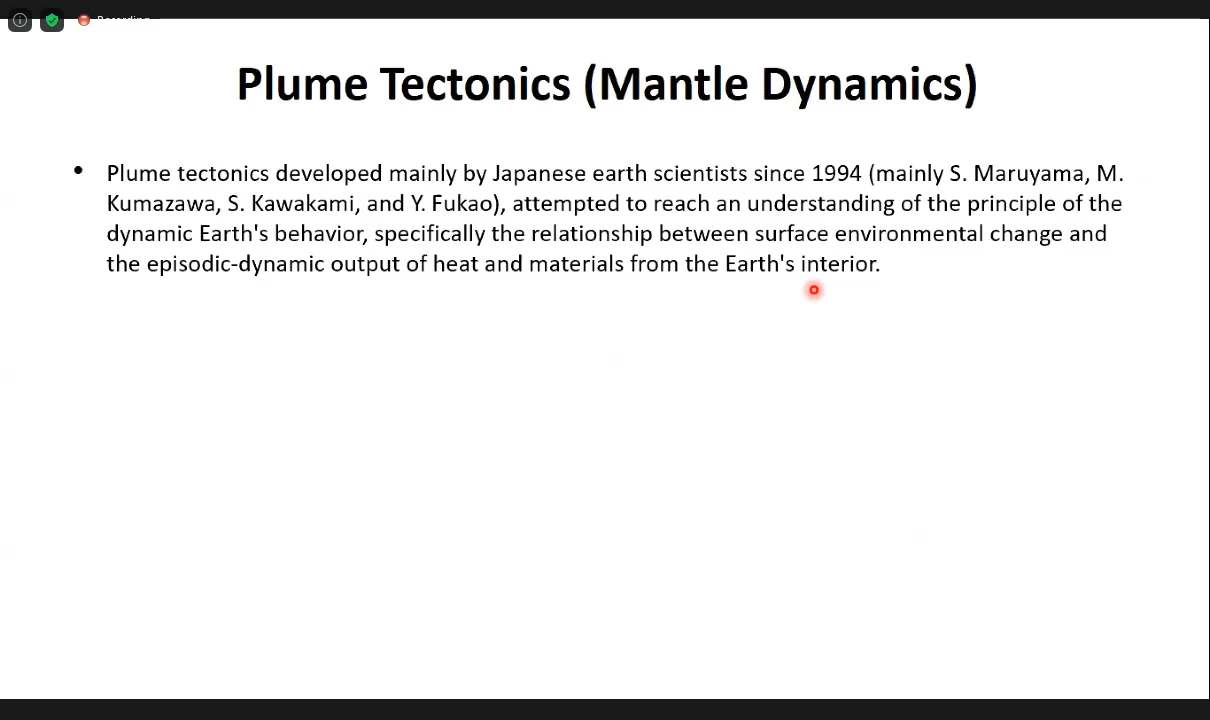 Recording
Plume Tectonics (Mantle Dynamics)
• Plume tectonics developed mainly by Japanese earth scientists since 1994 (mainly S. Maruyama, M.
Kumazawa, S. Kawakami, and Y. Fukao), attempted to reach an understanding of the principle of the
dynamic Earth's behavior, specifically the relationship between surface environmental change and
the episodic-dynamic output of heat and materials from the Earth's interior.